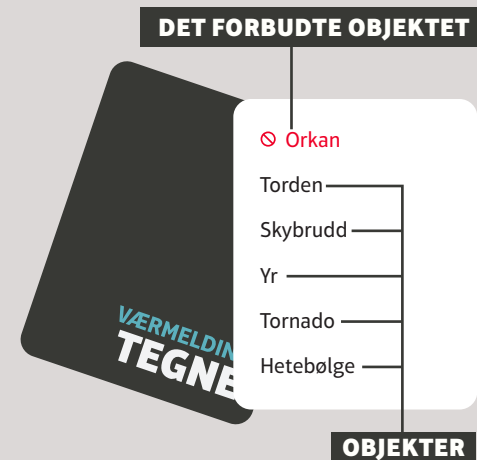 DET FORBUDTE OBJEKTET
Orkan
Torden
Skybrudd
Yr
Tornado
Hetebølge
VÆRMELDIN
TEGNE
OBJEKTER